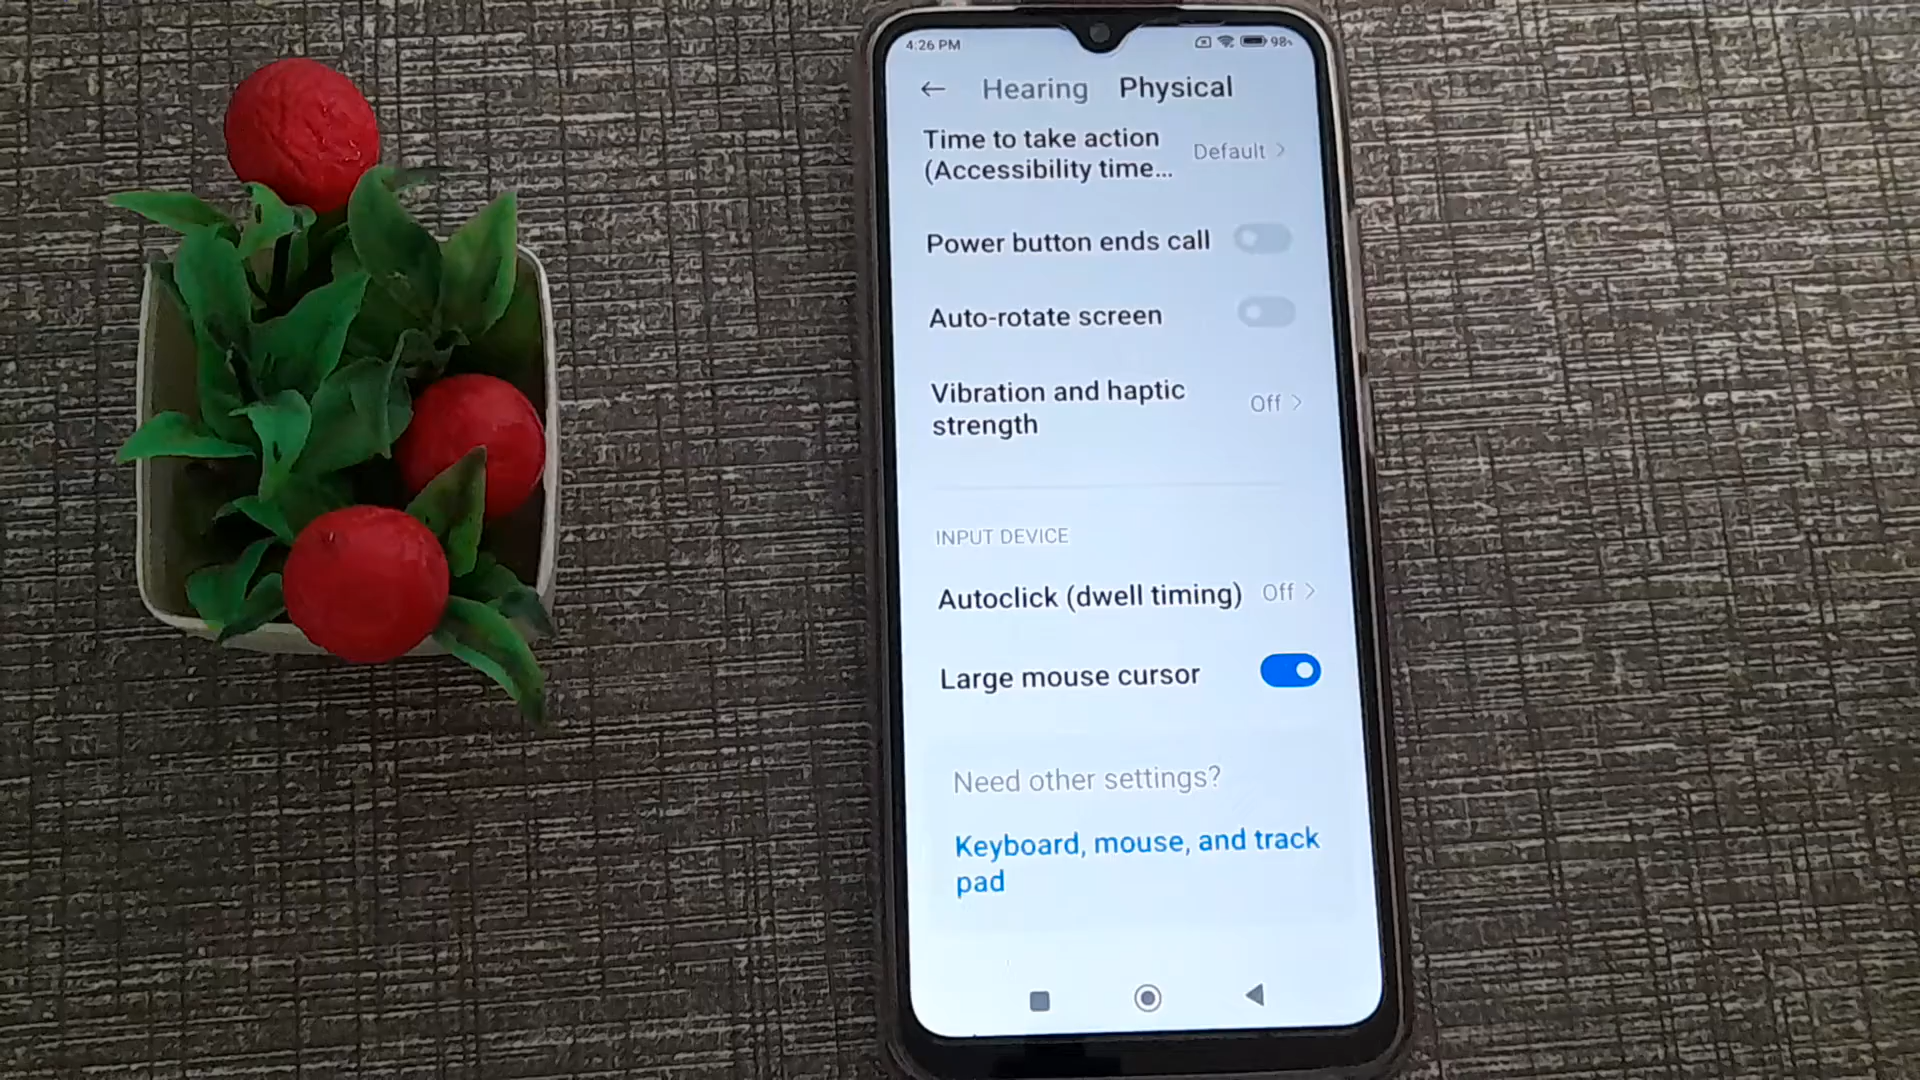 4:26 PM
98%
Hearing Physical
Time to take action
(Accessibility time...
Default
Power button ends call
Auto-rotate screen
Vibration and haptic
strength
Off
INPUT DEVICE
Autoclick (dwell timing)
Off
Large mouse cursor
Need other settings?
Keyboard, mouse, and track
pad